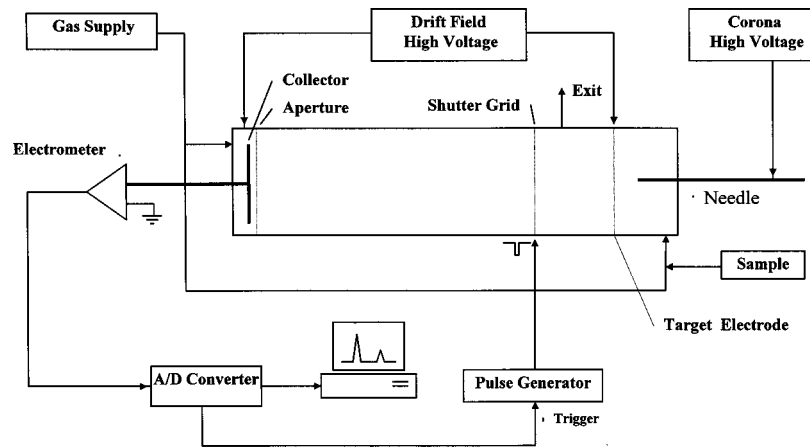 Gas Supply
Drift Field
High Voltage
Corona
High Voltage
Collector
Aperture
Shutter Grid
Exit
Electrometer
Needle
Sample
Target Electrode
A/D Converter
Pulse Generator
Trigger